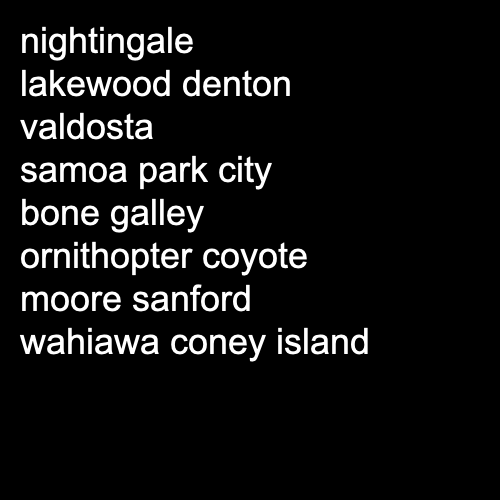 nightingale
lakewood denton
valdosta
samoa park city
bone galley
ornithopter coyote
moore sanford
wahiawa coney island